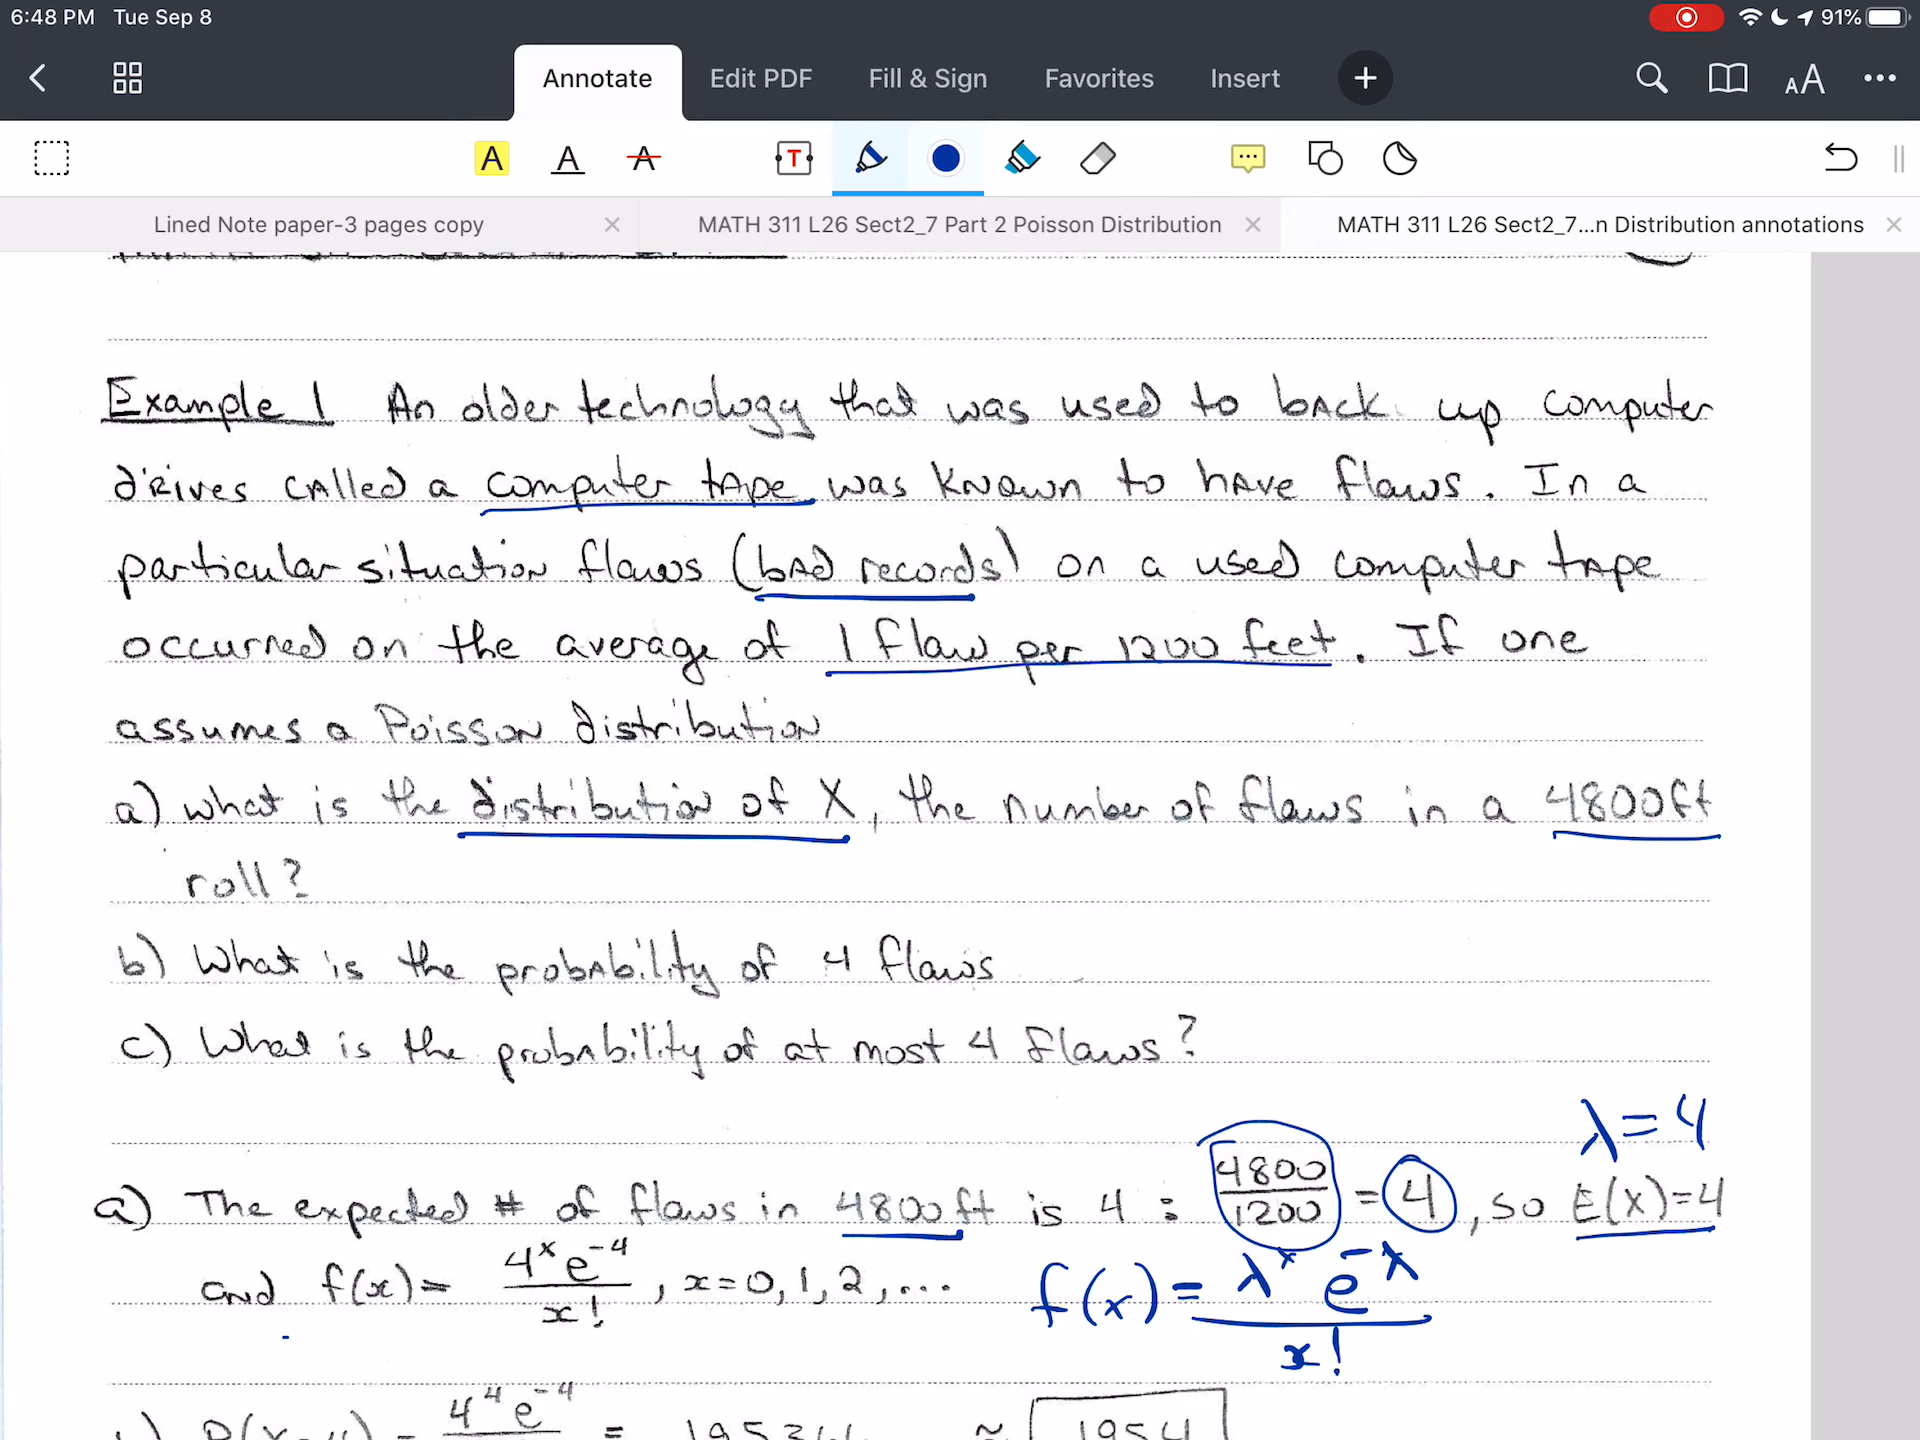 6:48 PM Tue Sep 8
91%
Annotate Edit PDF Fill & Sign Favorites Insert
AA
A A A T
Lined Note paper-3 pages copy
MATH 311 L26 Sect2_7 Part 2 Poisson Distribution
MATH 311 L26 Sect2_7...n Distribution annotations
Example 1 An older technology that was used to back up computer
drives called a computer tape was known to have flaws. In a
particular situation flaws (bad records) on a used computer tape
occurred on the average of 1 flaw per 1200 feet. If one
assumes a Poisson distribution
a) what is the distribution of X, the number of flaws in a 4800ft
roll?
b) What is the probability of 4 flaws
c) What is the probability of at most 4 flaws?
λ=4
a) The expected # of flaws in 4800ft is 4 : 4800/1200 = 4, so E(X)=4
and f(x)= 4^x e^-4 / x! , x=0,1,2,...
f(x) = λ^x e^-λ / x!
4^4 e^-4